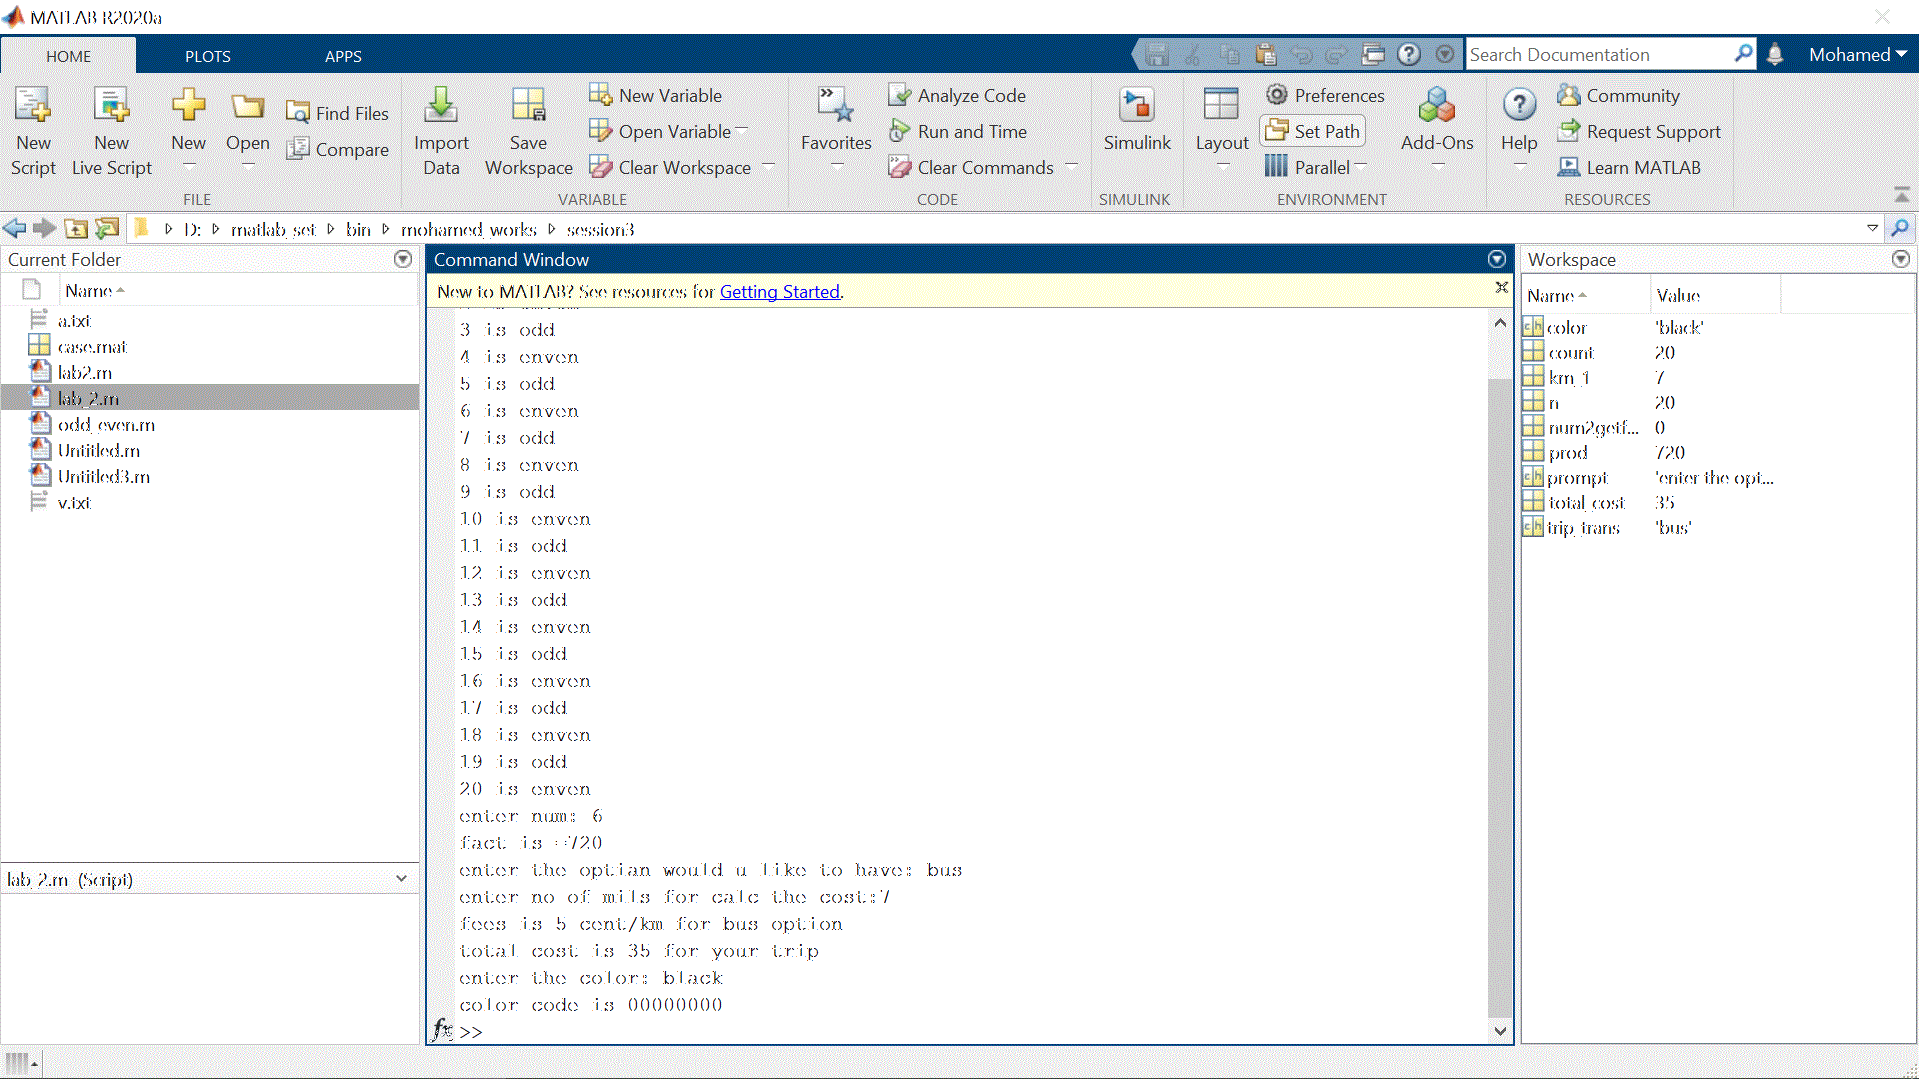 MATLAB R2020a
HOME PLOTS APPS Search Documentation Mohamed
New Script
New Live Script
New
Open
Find Files
Compare
FILE
Import Data
Save Workspace
New Variable
Open Variable
Clear Workspace
VARIABLE
Favorites
Analyze Code
Run and Time
Clear Commands
CODE
Simulink
SIMULINK
Layout
Preferences
Set Path
Parallel
Add-Ons
ENVIRONMENT
Help
Community
Request Support
Learn MATLAB
RESOURCES
D: matlab_set bin mohamed_works session3
Current Folder
Name
a.txt
case.mat
lab2.m
lab_2.m
odd_even.m
Untitled.m
Untitled3.m
v.txt
lab_2.m (Script)
Command Window
New to MATLAB? See resources for Getting Started.
3 is odd
4 is enven
5 is odd
6 is enven
7 is odd
8 is enven
9 is odd
10 is enven
11 is odd
12 is enven
13 is odd
14 is enven
15 is odd
16 is enven
17 is odd
18 is enven
19 is odd
20 is enven
enter num: 6
fact is =720
enter the optian would u like to have: bus
enter no of mils for calc the cost:7
fees is 5 cent/km for bus option
total cost is 35 for your trip
enter the color: black
color code is 00000000
fx >>
Workspace
Name Value
color 'black'
count 20
km_1 7
n 20
num2getf... 0
prod 720
prompt 'enter the opt...
total_cost 35
trip_trans 'bus'